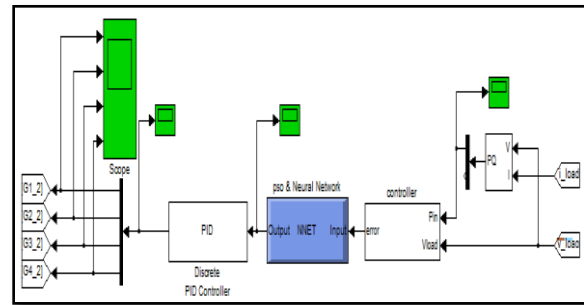 Scope
G1_2]
G2_2]
G3_2]
G4_2]
PID
Discrete
PID Controller
pso & Neural Network
Output NNET Input
controller
error
Pin
Vload
PQ
V
I
i_load